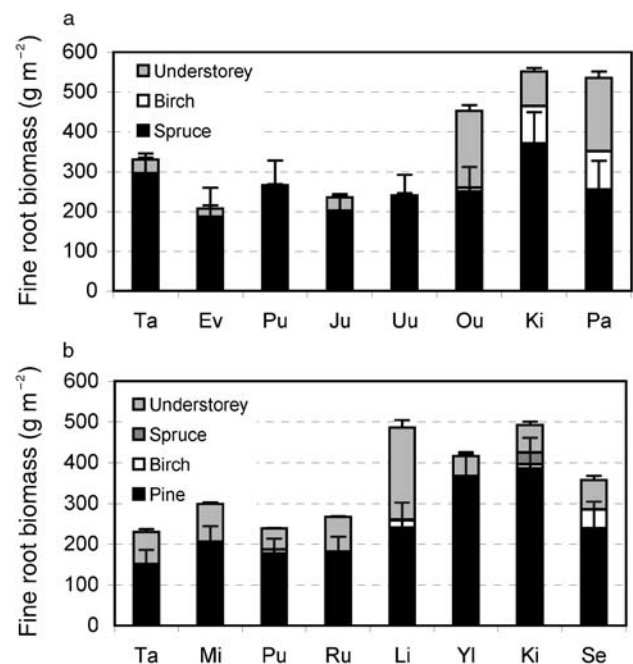 a
600
Understorey
500
Birch
400
Spruce
300
200
100
0
Fine root biomass (g m⁻²)
Ta Ev Pu Ju Uu Ou Ki Pa
b
600
Understorey
500
Spruce
400
Birch
Pine
300
200
100
0
Fine root biomass (g m⁻²)
Ta Mi Pu Ru Li Yl Ki Se